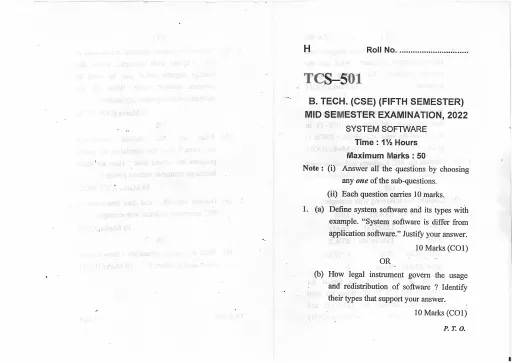 H
Roll No. ..............................
TCS–501
B. TECH. (CSE) (FIFTH SEMESTER)
MID SEMESTER EXAMINATION, 2022
SYSTEM SOFTWARE
Time : 1½ Hours
Maximum Marks : 50
Note : (i) Answer all the questions by choosing
any one of the sub-questions.
(ii) Each question carries 10 marks.
1. (a) Define system software and its types with
example. “System software is differ from
application software.” Justify your answer.
10 Marks (CO1)
OR
(b) How legal instrument govern the usage
and redistribution of software ? Identify
their types that support your answer.
10 Marks (CO1)
P. T. O.